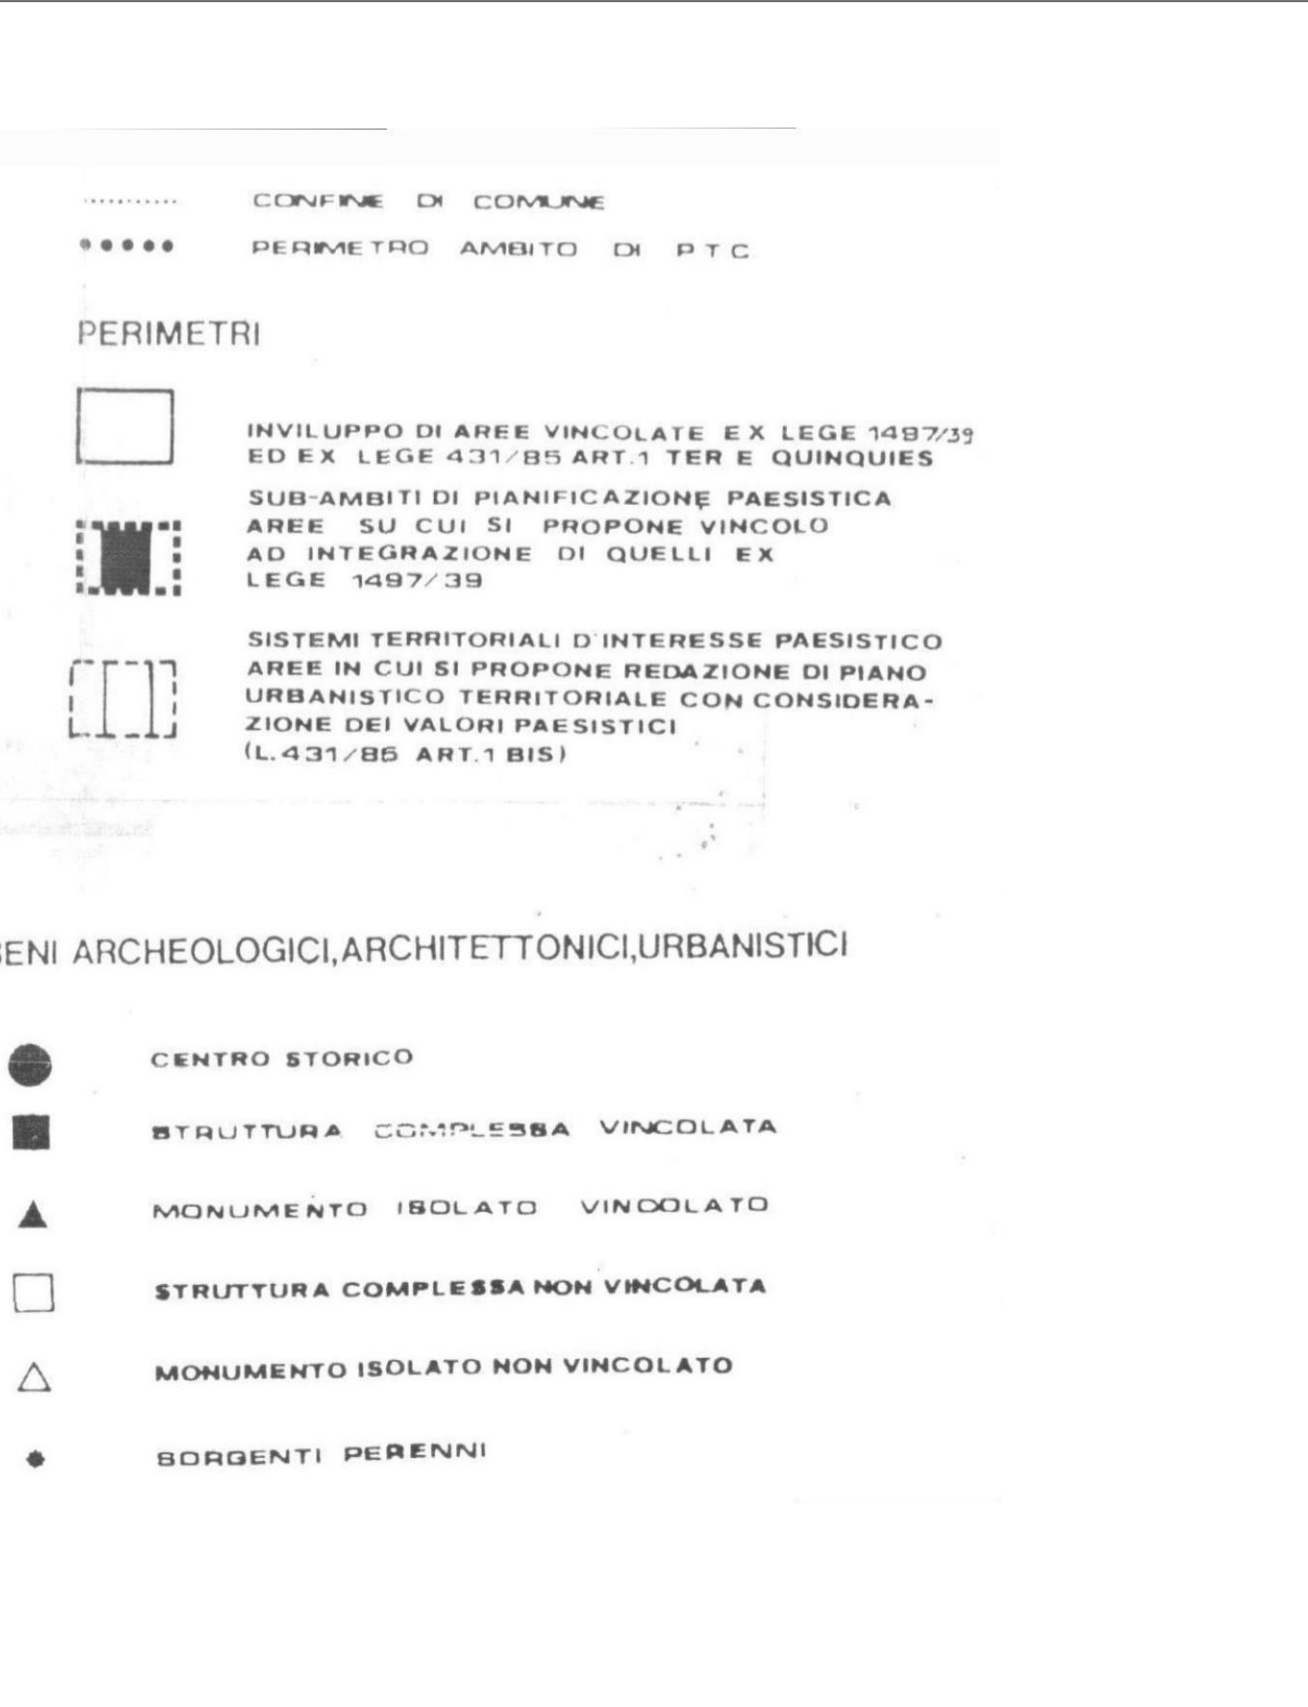 CONFINE DI COMUNE
PERIMETRO AMBITO DI PTC
PERIMETRI
INVILUPPO DI AREE VINCOLATE EX LEGE 1497/39
ED EX LEGE 431/85 ART.1 TER E QUINQUIES
SUB-AMBITI DI PIANIFICAZIONE PAESISTICA
AREE SU CUI SI PROPONE VINCOLO
AD INTEGRAZIONE DI QUELLI EX
LEGE 1497/39
SISTEMI TERRITORIALI D'INTERESSE PAESISTICO
AREE IN CUI SI PROPONE REDAZIONE DI PIANO
URBANISTICO TERRITORIALE CON CONSIDERA-
ZIONE DEI VALORI PAESISTICI
(L.431/85 ART.1 BIS)
BENI ARCHEOLOGICI,ARCHITETTONICI,URBANISTICI
CENTRO STORICO
STRUTTURA COMPLESSA VINCOLATA
MONUMENTO ISOLATO VINCOLATO
STRUTTURA COMPLESSA NON VINCOLATA
MONUMENTO ISOLATO NON VINCOLATO
SORGENTI PERENNI